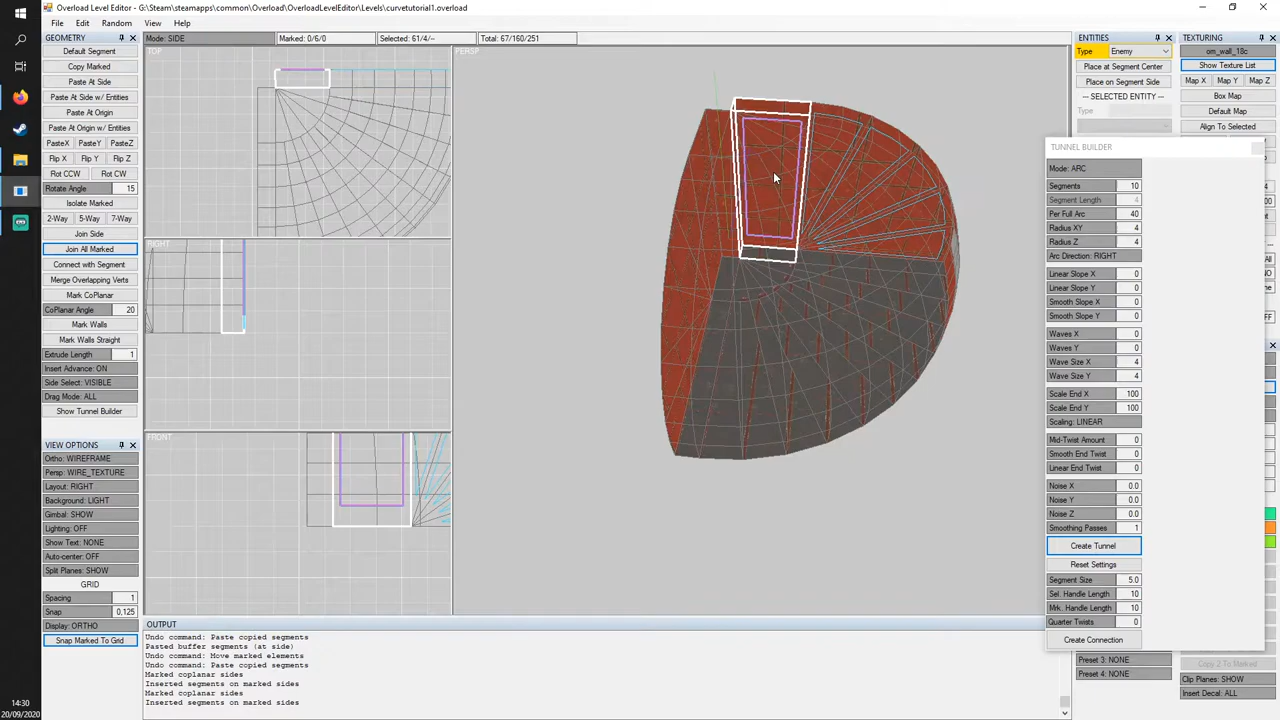 Overload Level Editor - G:\Steam\steamapps\common\Overload\OverloadLevelEditor\Levels\curvetutorial1.overload
File Edit Random View Help
GEOMETRY
Default Segment
Copy Marked
Paste At Side
Paste At Side w/ Entities
Paste At Origin
Paste At Origin w/ Entities
PasteX PasteY PasteZ
Flip X Flip Y Flip Z
Rot CCW Rot CW
Rotate Angle 15
Isolate Marked
2-Way 5-Way 7-Way
Join Side
Join All Marked
Connect with Segment
Merge Overlapping Verts
Mark CoPlanar
CoPlanar Angle 20
Mark Walls
Mark Walls Straight
Extrude Length 1
Insert Advance: ON
Side Select: VISIBLE
Drag Mode: ALL
Show Tunnel Builder
VIEW OPTIONS
Ortho: WIREFRAME
Persp: WIRE_TEXTURE
Layout: RIGHT
Background: LIGHT
Gimbal: SHOW
Lighting: OFF
Show Text: NONE
Auto-center: OFF
Split Planes: SHOW
GRID
Spacing 1
Snap 0,125
Display: ORTHO
Snap Marked To Grid
Mode: SIDE Marked: 0/6/0 Selected: 61/4/-- Total: 67/160/251
TOP
RIGHT
FRONT
PERSP
OUTPUT
Undo command: Paste copied segments
Pasted buffer segments (at side)
Undo command: Move marked elements
Undo command: Paste copied segments
Marked coplanar sides
Inserted segments on marked sides
Marked coplanar sides
Inserted segments on marked sides
ENTITIES
Type Enemy
Place at Segment Center
Place on Segment Side
--- SELECTED ENTITY ---
Type
TEXTURING
om_wall_18c
Show Texture List
Map X Map Y Map Z
Box Map
Default Map
Align To Selected
TUNNEL BUILDER
Mode: ARC
Segments 10
Segment Length 4
Per Full Arc 40
Radius XY 4
Radius Z 4
Arc Direction: RIGHT
Linear Slope X 0
Linear Slope Y 0
Smooth Slope X 0
Smooth Slope Y 0
Waves X 0
Waves Y 0
Wave Size X 4
Wave Size Y 4
Scale End X 100
Scale End Y 100
Scaling: LINEAR
Mid-Twist Amount 0
Smooth End Twist 0
Linear End Twist 0
Noise X 0.0
Noise Y 0.0
Noise Z 0.0
Smoothing Passes 1
Create Tunnel
Reset Settings
Segment Size 5.0
Sel. Handle Length 10
Mrk. Handle Length 10
Quarter Twists 0
Create Connection
Preset 3: NONE
Preset 4: NONE
Copy 2 To Marked
Clip Planes: SHOW
Insert Decal: ALL
14:30
20/09/2020